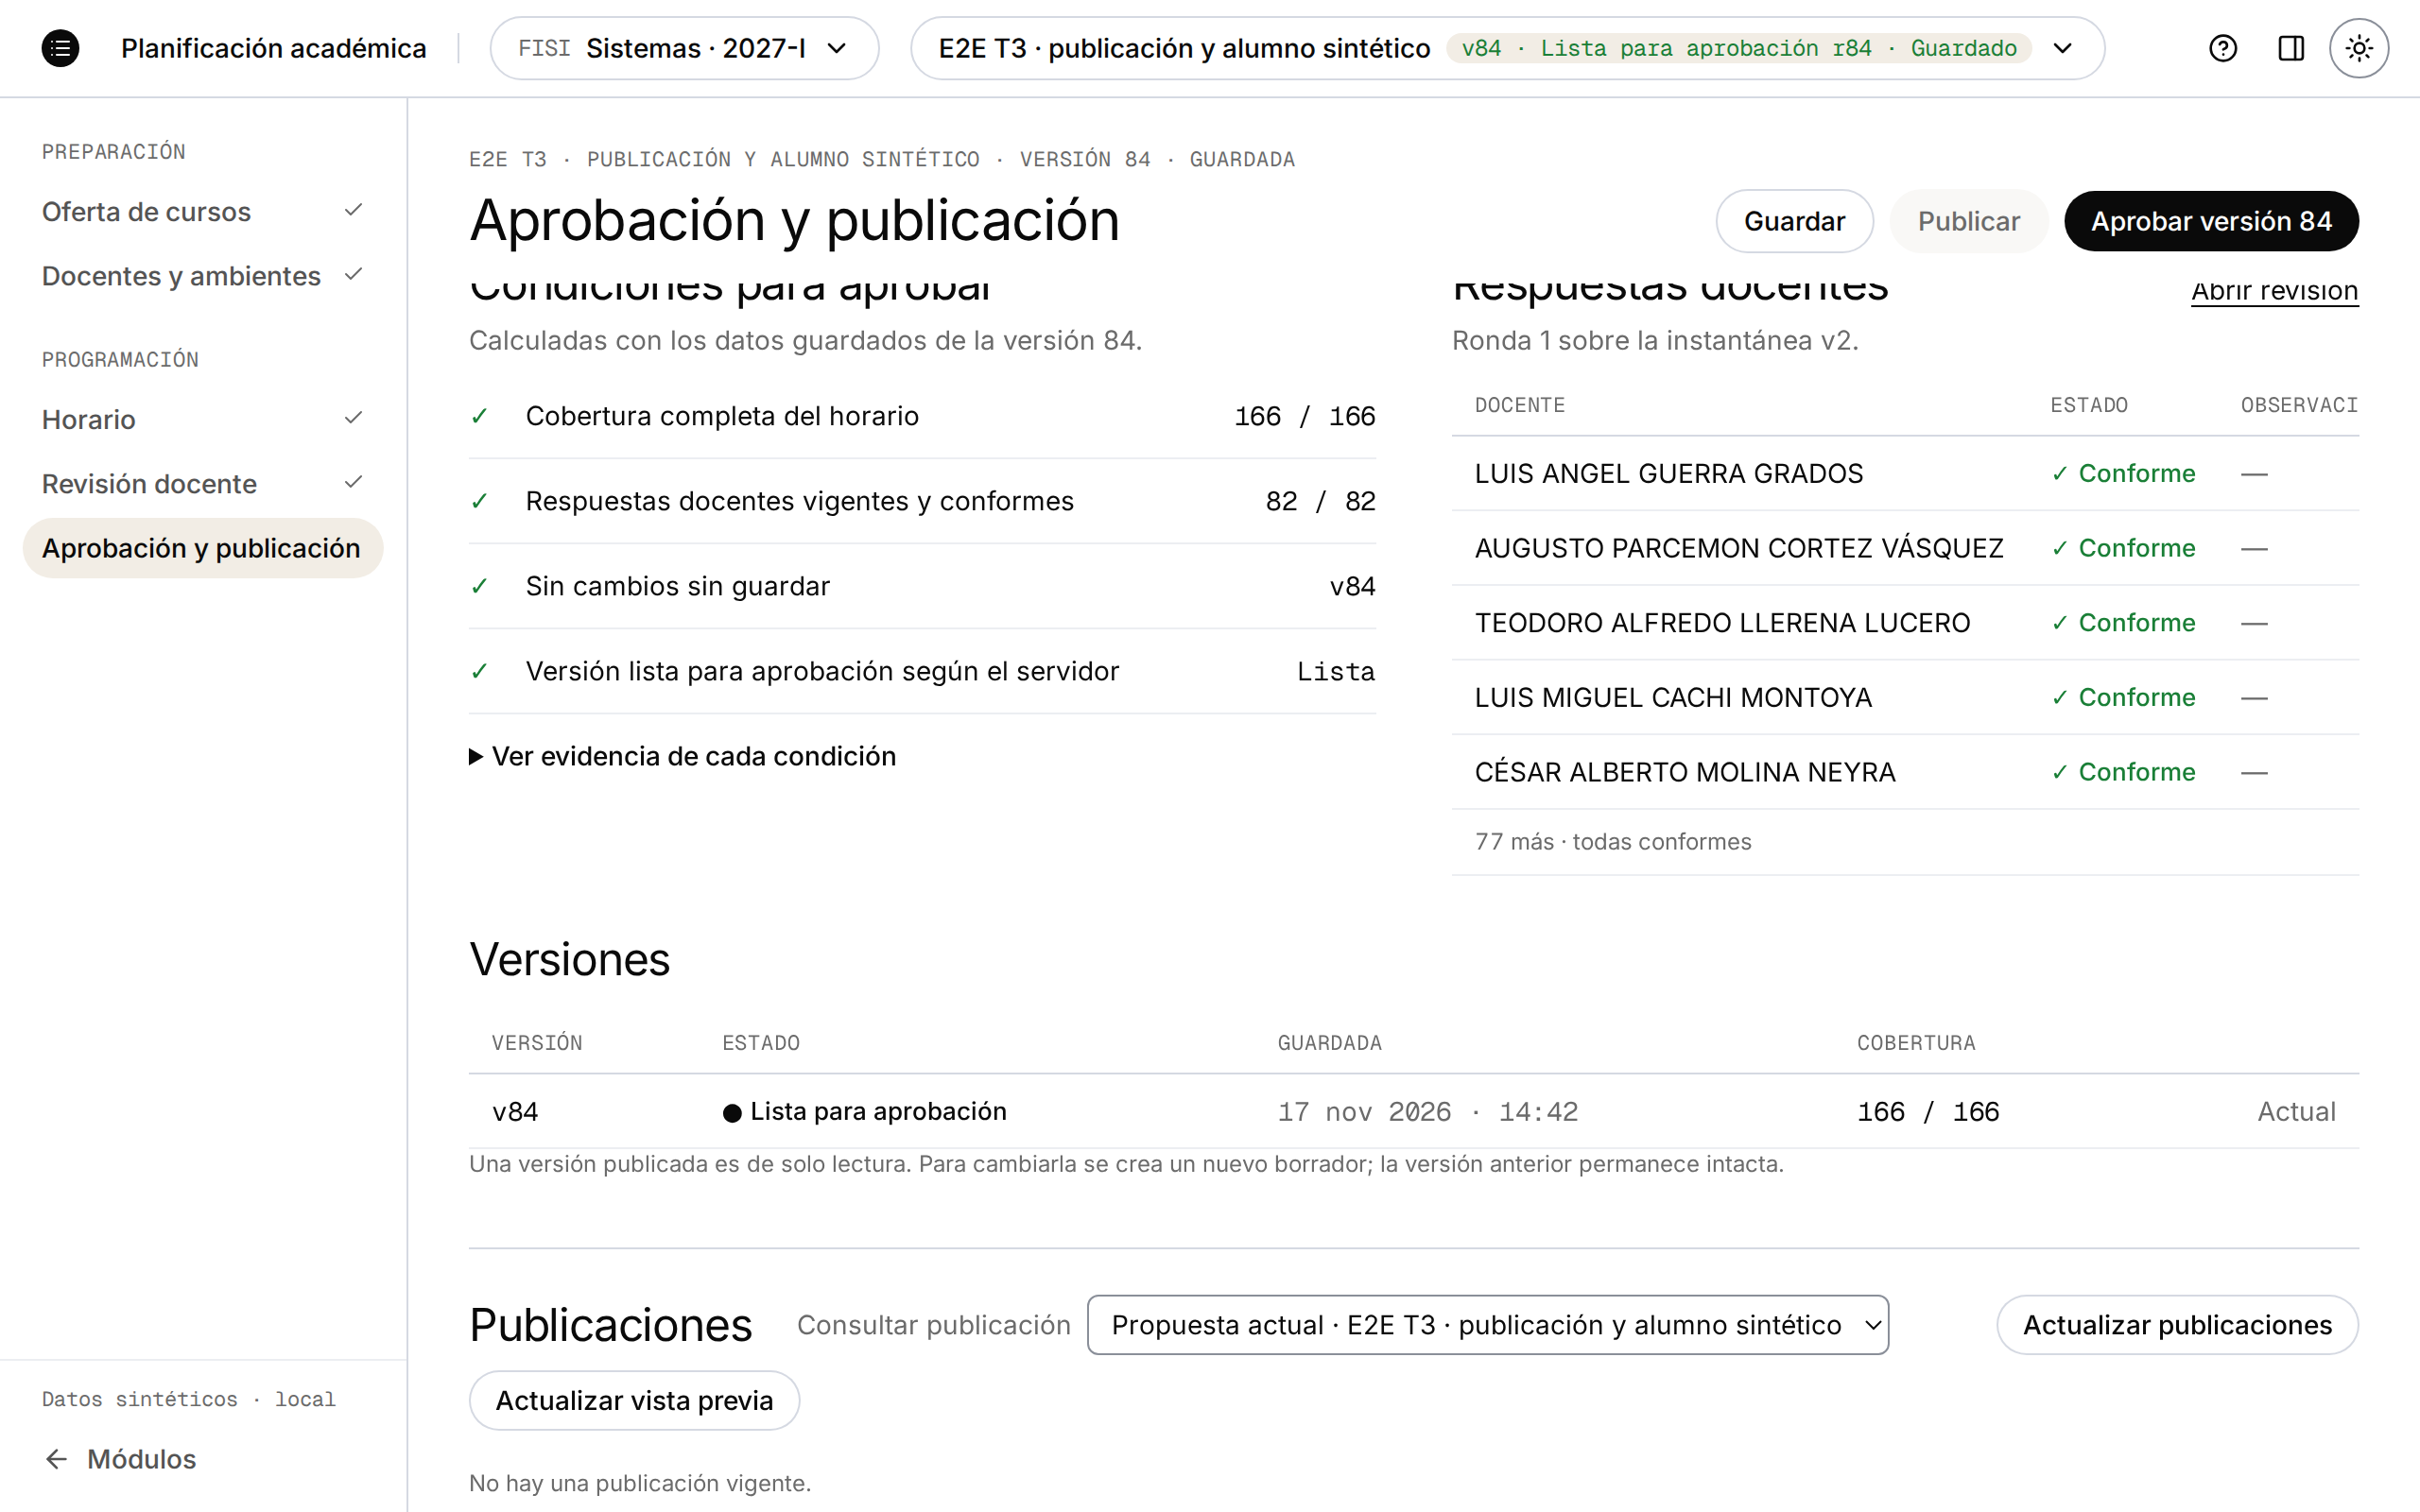 Planificación académica
FISI Sistemas · 2027-I
E2E T3 · publicación y alumno sintético v84 · Lista para aprobación r84 · Guardado
PREPARACIÓN
Oferta de cursos
Docentes y ambientes
PROGRAMACIÓN
Horario
Revisión docente
Aprobación y publicación
Datos sintéticos · local
Módulos
E2E T3 · PUBLICACIÓN Y ALUMNO SINTÉTICO · VERSIÓN 84 · GUARDADA
Aprobación y publicación
Guardar
Publicar
Aprobar versión 84
Condiciones para aprobar
Calculadas con los datos guardados de la versión 84.
✓ Cobertura completa del horario 166 / 166
✓ Respuestas docentes vigentes y conformes 82 / 82
✓ Sin cambios sin guardar v84
✓ Versión lista para aprobación según el servidor Lista
Ver evidencia de cada condición
Respuestas docentes
Abrir revisión
Ronda 1 sobre la instantánea v2.
DOCENTE ESTADO OBSERVACI
LUIS ANGEL GUERRA GRADOS ✓ Conforme —
AUGUSTO PARCEMON CORTEZ VÁSQUEZ ✓ Conforme —
TEODORO ALFREDO LLERENA LUCERO ✓ Conforme —
LUIS MIGUEL CACHI MONTOYA ✓ Conforme —
CÉSAR ALBERTO MOLINA NEYRA ✓ Conforme —
77 más · todas conformes
Versiones
VERSIÓN ESTADO GUARDADA COBERTURA
v84 Lista para aprobación 17 nov 2026 · 14:42 166 / 166 Actual
Una versión publicada es de solo lectura. Para cambiarla se crea un nuevo borrador; la versión anterior permanece intacta.
Publicaciones
Consultar publicación
Propuesta actual · E2E T3 · publicación y alumno sintético
Actualizar publicaciones
Actualizar vista previa
No hay una publicación vigente.